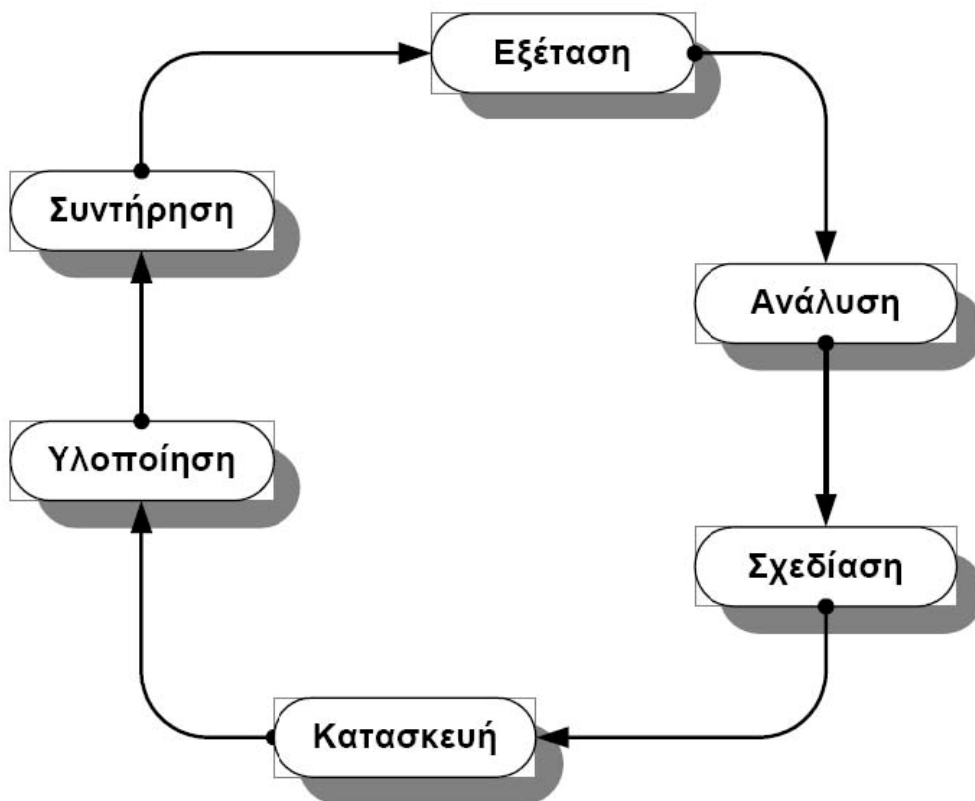 Εξέταση
Ανάλυση
Σχεδίαση
Κατασκευή
Υλοποίηση
Συντήρηση